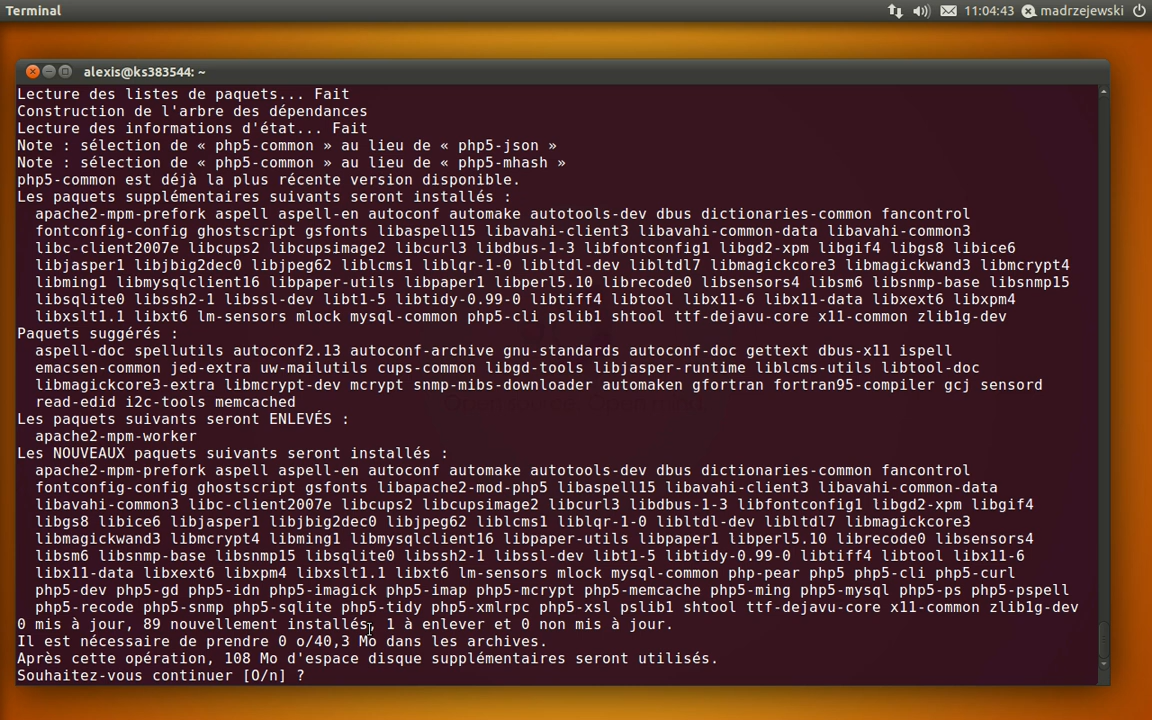 Terminal 11:04:43 madrzejewski
alexis@ks383544: ~
Lecture des listes de paquets... Fait
Construction de l'arbre des dépendances
Lecture des informations d'état... Fait
Note : sélection de « php5-common » au lieu de « php5-json »
Note : sélection de « php5-common » au lieu de « php5-mhash »
php5-common est déjà la plus récente version disponible.
Les paquets supplémentaires suivants seront installés :
apache2-mpm-prefork aspell aspell-en autoconf automake autotools-dev dbus dictionaries-common fancontrol
fontconfig-config ghostscript gsfonts libaspell15 libavahi-client3 libavahi-common-data libavahi-common3
libc-client2007e libcups2 libcupsimage2 libcurl3 libdbus-1-3 libfontconfig1 libgd2-xpm libgif4 libgs8 libice6
libjasper1 libjbig2dec0 libjpeg62 liblcms1 liblqr-1-0 libltdl-dev libltdl7 libmagickcore3 libmagickwand3 libmcrypt4
libming1 libmysqlclient16 libpaper-utils libpaper1 libperl5.10 librecode0 libsensors4 libsm6 libsnmp-base libsnmp15
libsqlite0 libssh2-1 libssl-dev libt1-5 libtidy-0.99-0 libtiff4 libtool libx11-6 libx11-data libxext6 libxpm4
libxslt1.1 libxt6 lm-sensors mlock mysql-common php5-cli pslib1 shtool ttf-dejavu-core x11-common zlib1g-dev
Paquets suggérés :
aspell-doc spellutils autoconf2.13 autoconf-archive gnu-standards autoconf-doc gettext dbus-x11 ispell
emacsen-common jed-extra uw-mailutils cups-common libgd-tools libjasper-runtime liblcms-utils libtool-doc
libmagickcore3-extra libmcrypt-dev mcrypt snmp-mibs-downloader automaken gfortran fortran95-compiler gcj sensord
read-edid i2c-tools memcached
Les paquets suivants seront ENLEVÉS :
apache2-mpm-worker
Les NOUVEAUX paquets suivants seront installés :
apache2-mpm-prefork aspell aspell-en autoconf automake autotools-dev dbus dictionaries-common fancontrol
fontconfig-config ghostscript gsfonts libapache2-mod-php5 libaspell15 libavahi-client3 libavahi-common-data
libavahi-common3 libc-client2007e libcups2 libcupsimage2 libcurl3 libdbus-1-3 libfontconfig1 libgd2-xpm libgif4
libgs8 libice6 libjasper1 libjbig2dec0 libjpeg62 liblcms1 liblqr-1-0 libltdl-dev libltdl7 libmagickcore3
libmagickwand3 libmcrypt4 libming1 libmysqlclient16 libpaper-utils libpaper1 libperl5.10 librecode0 libsensors4
libsm6 libsnmp-base libsnmp15 libsqlite0 libssh2-1 libssl-dev libt1-5 libtidy-0.99-0 libtiff4 libtool libx11-6
libx11-data libxext6 libxpm4 libxslt1.1 libxt6 lm-sensors mlock mysql-common php-pear php5 php5-cli php5-curl
php5-dev php5-gd php5-idn php5-imagick php5-imap php5-mcrypt php5-memcache php5-ming php5-mysql php5-ps php5-pspell
php5-recode php5-snmp php5-sqlite php5-tidy php5-xmlrpc php5-xsl pslib1 shtool ttf-dejavu-core x11-common zlib1g-dev
0 mis à jour, 89 nouvellement installés, 1 à enlever et 0 non mis à jour.
Il est nécessaire de prendre 0 o/40,3 Mo dans les archives.
Après cette opération, 108 Mo d'espace disque supplémentaires seront utilisés.
Souhaitez-vous continuer [O/n] ?